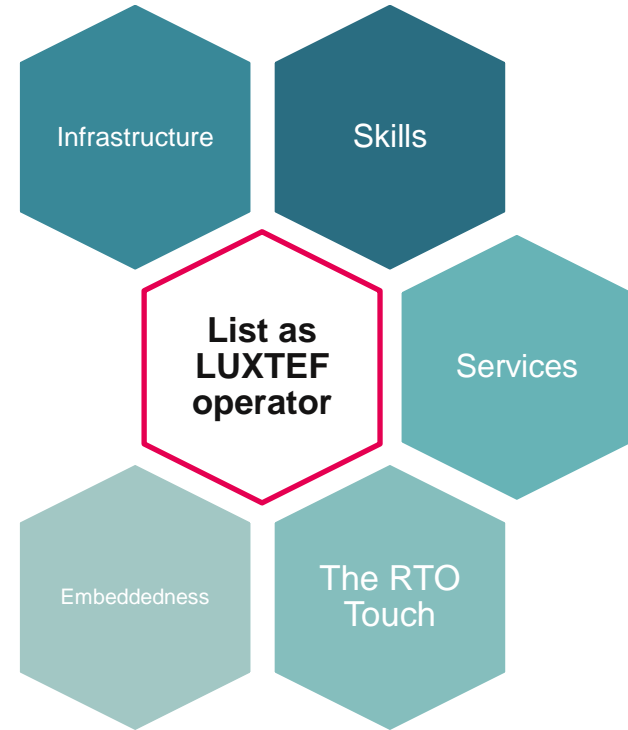 Infrastructure
Skills
List as
LUXTEF
operator
Services
Embeddedness
The RTO
Touch